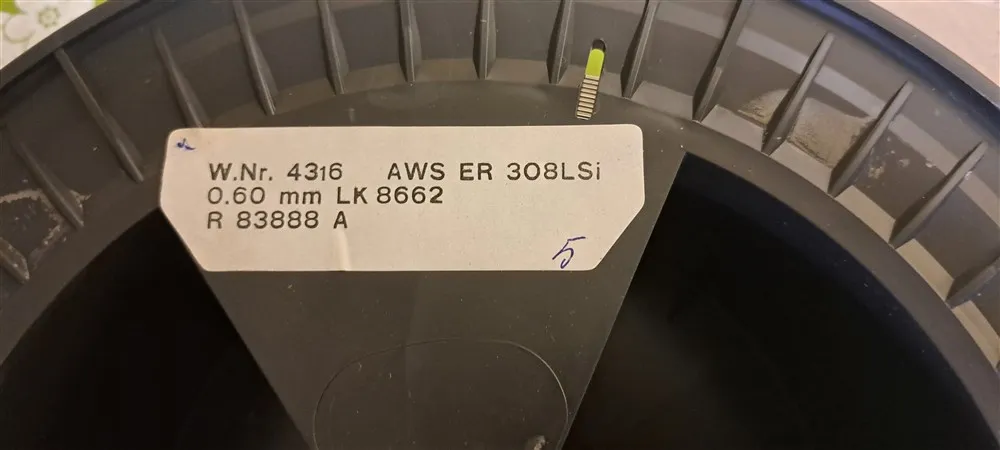 W.Nr. 4316 AWS ER 308LSi
0.60 mm LK 8662
R 83888 A
5